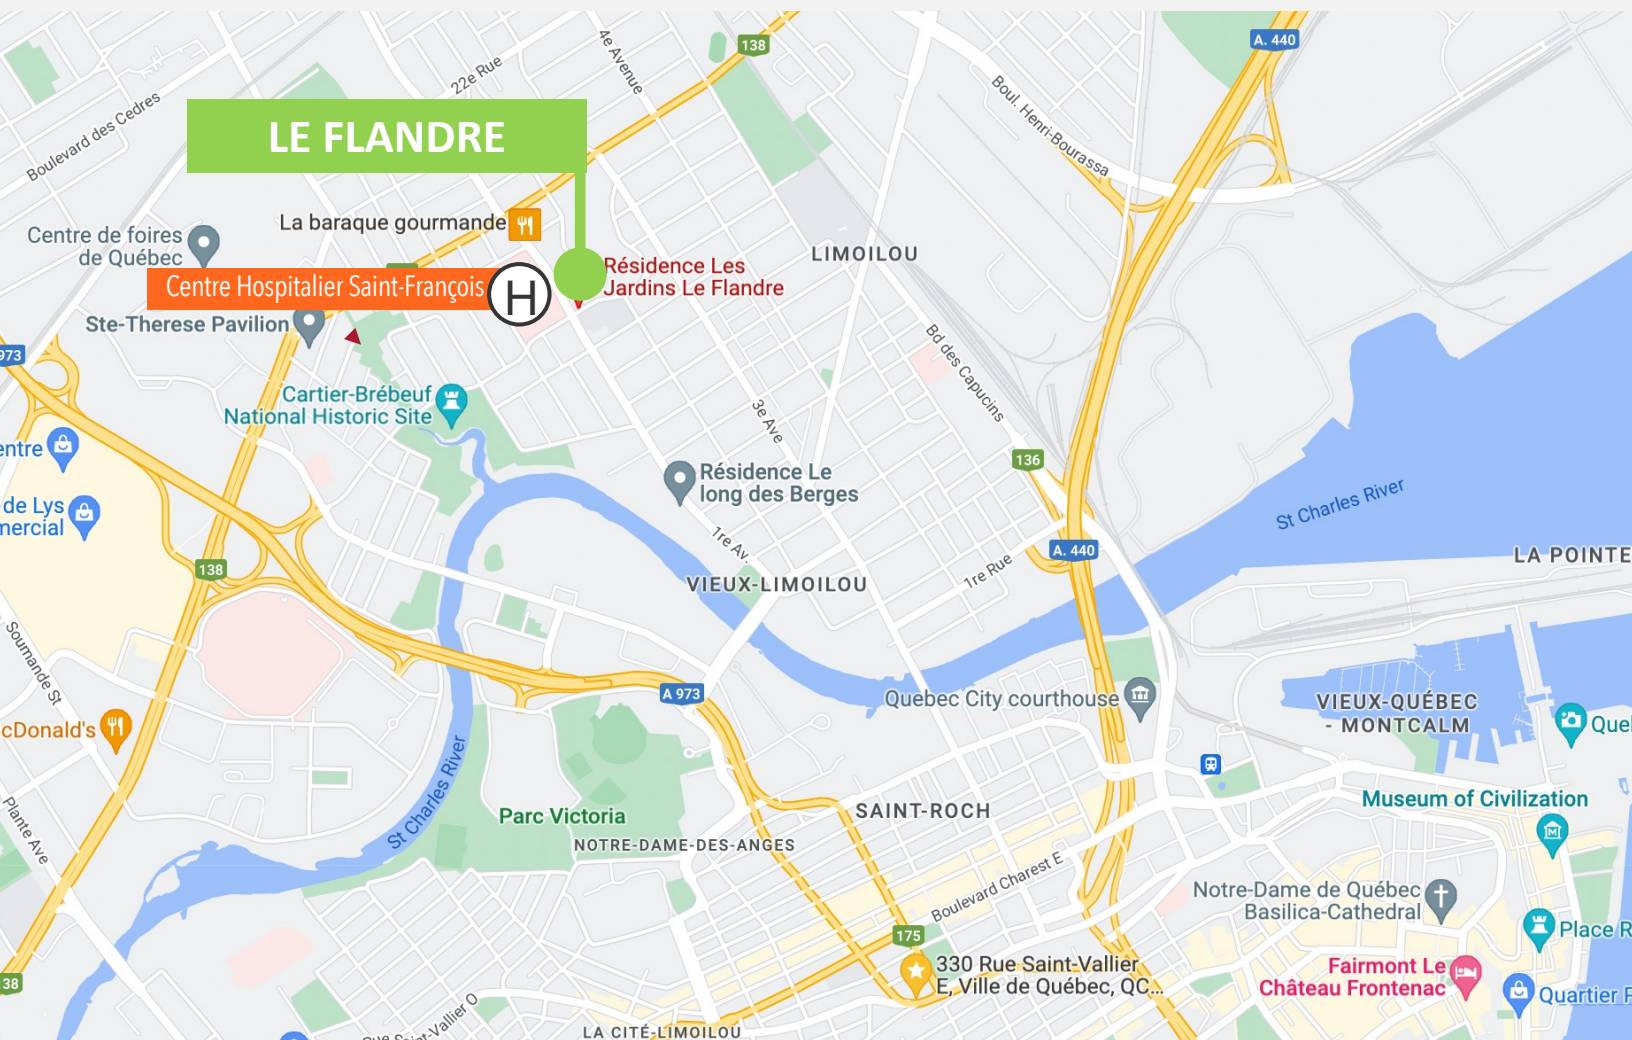 138
A. 440
4e Avenue
22e Rue
Boul. Henri-Bourassa
Boulevard des Cedres
LE FLANDRE
La baraque gourmande
Centre de foires
de Québec
LIMOILOU
Résidence Les
Jardins Le Flandre
Centre Hospitalier Saint-François
H
Ste-Therese Pavilion
973
Bd des Capucins
Cartier-Brébeuf
National Historic Site
3e Ave
entre
136
Résidence Le
long des Berges
de Lys
mercial
St Charles River
1re Av.
A. 440
LA POINTE
138
VIEUX-LIMOILOU
1re Rue
Soumande St
A 973
Quebec City courthouse
VIEUX-QUÉBEC
- MONTCALM
Quel
cDonald's
St Charles River
Plante Ave
Parc Victoria
SAINT-ROCH
Museum of Civilization
M
NOTRE-DAME-DES-ANGES
Boulevard Charest E
Notre-Dame de Québec
Basilica-Cathedral
175
Place R
330 Rue Saint-Vallier
E, Ville de Québec, QC...
Fairmont Le
Château Frontenac
38
Quartier P
Rue Saint-Vallier O
LA CITÉ-LIMOILOU